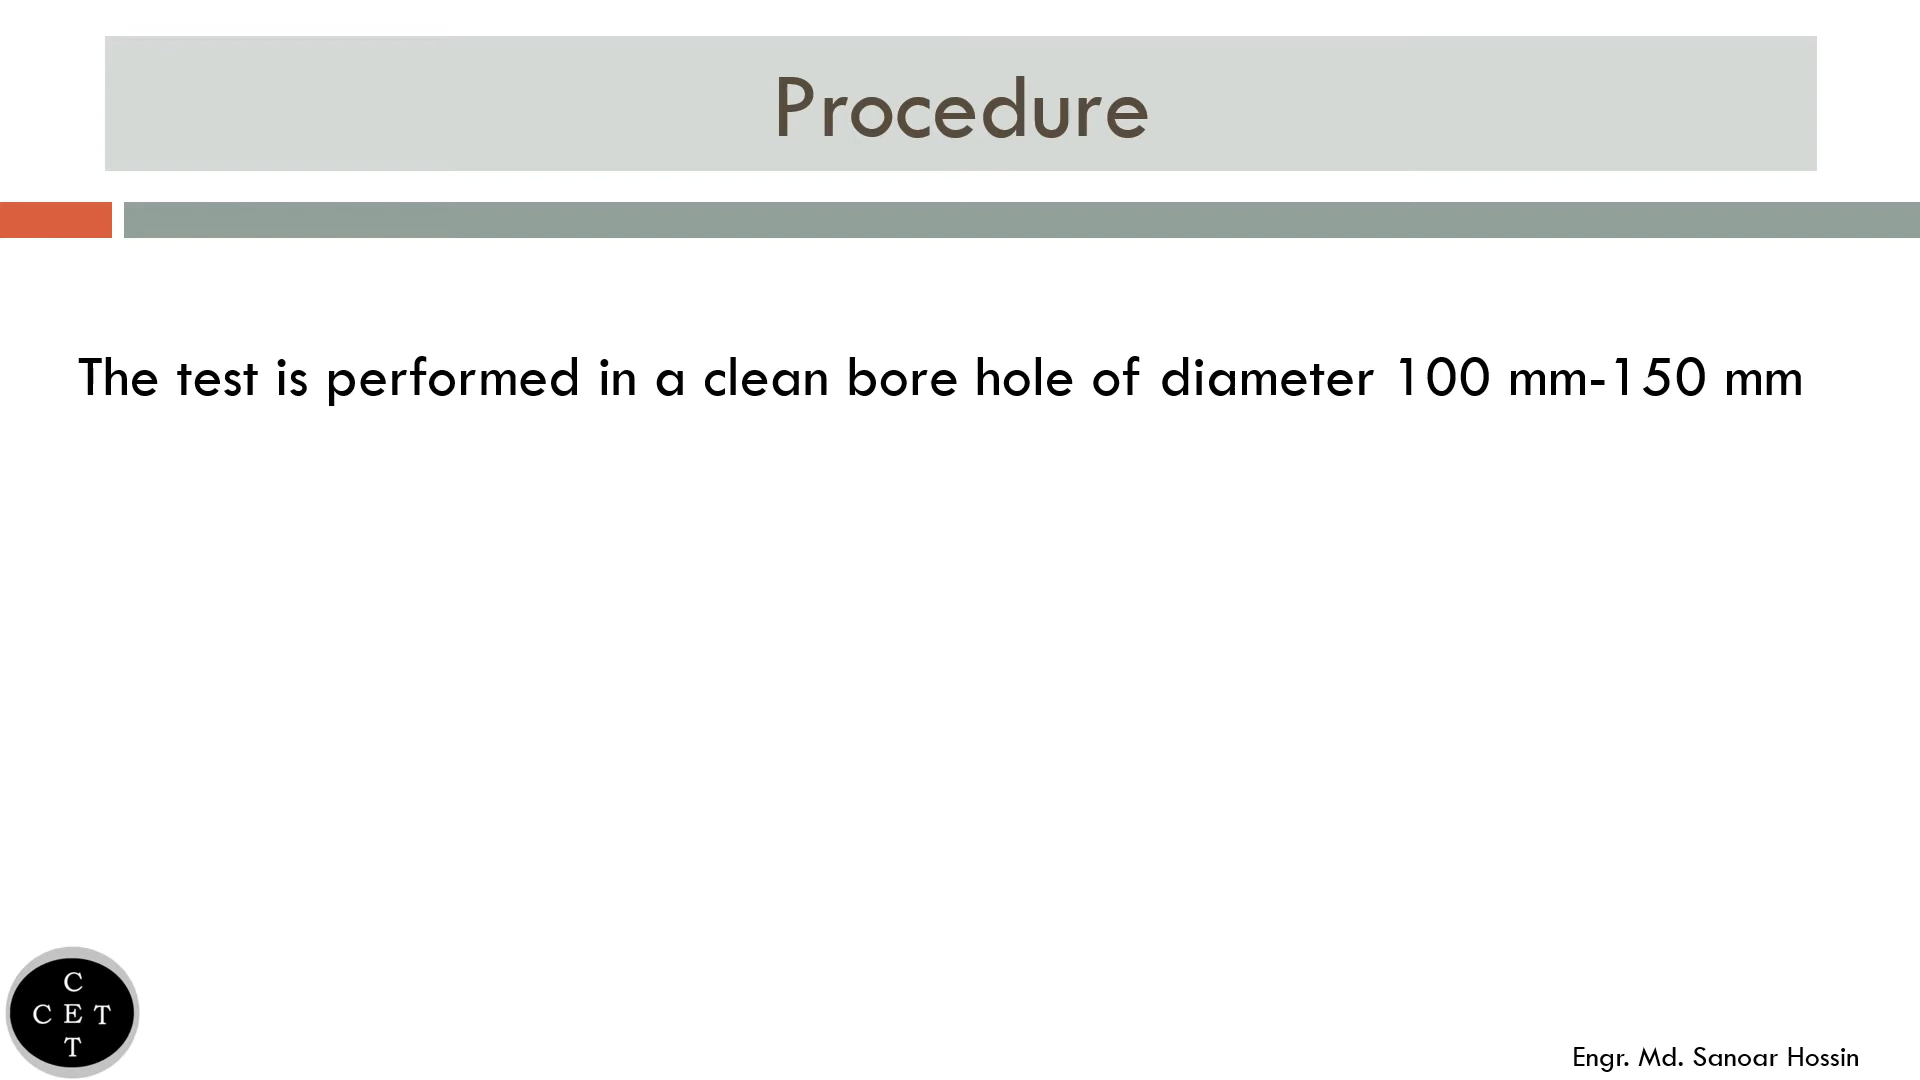 Procedure
The test is performed in a clean bore hole of diameter 100 mm-150 mm
C
C E T
T
Engr. Md. Sanoar Hossin